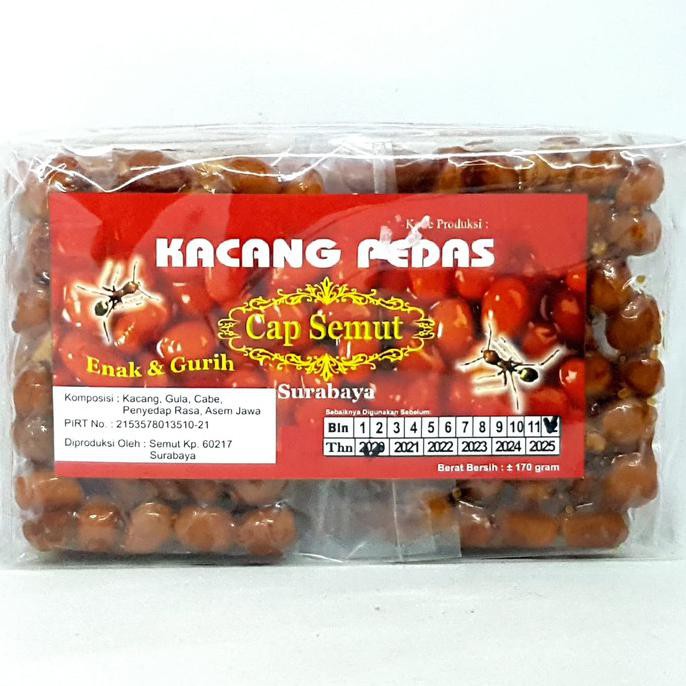 Kode Produksi :
KACANG PEDAS
Cap Semut
Enak & Gurih
Surabaya
Komposisi : Kacang, Gula, Cabe,
Penyedap Rasa, Asem Jawa
PIRT No. : 2153578013510-21
Diproduksi Oleh : Semut Kp. 60217
Surabaya
Sebaiknya Digunakan Sebelum:
Bln 1 2 3 4 5 6 7 8 9 10 11
Thn 2020 2021 2022 2023 2024 2025
Berat Bersih : ± 170 gram